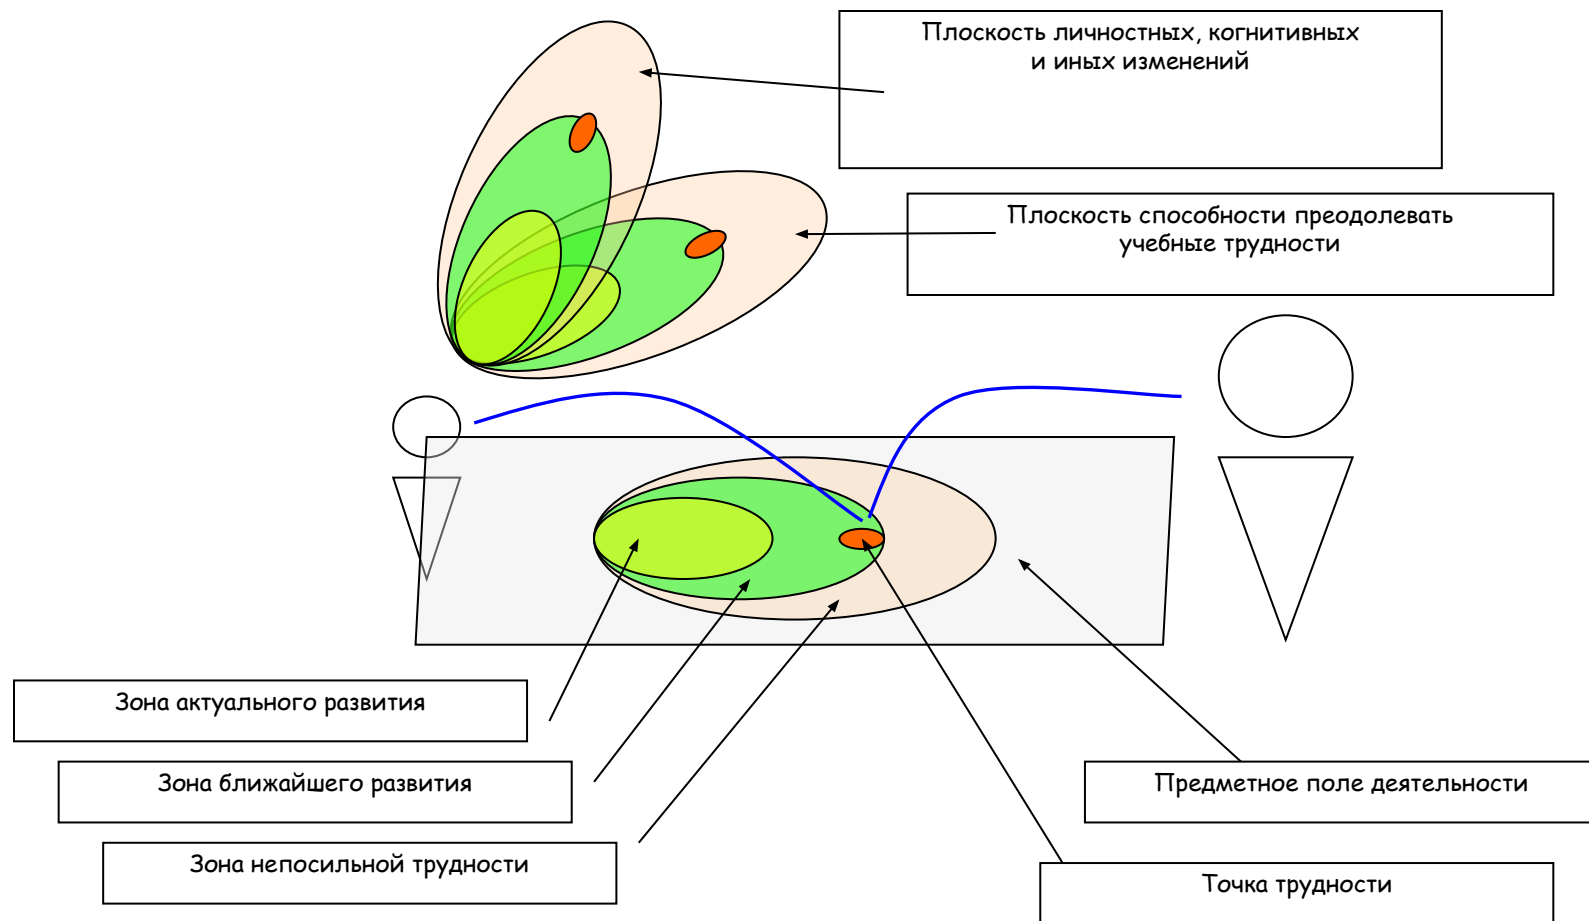 Плоскость личностных, когнитивных
и иных изменений
Плоскость способности преодолевать
учебные трудности
Зона актуального развития
Зона ближайшего развития
Предметное поле деятельности
Зона непосильной трудности
Точка трудности